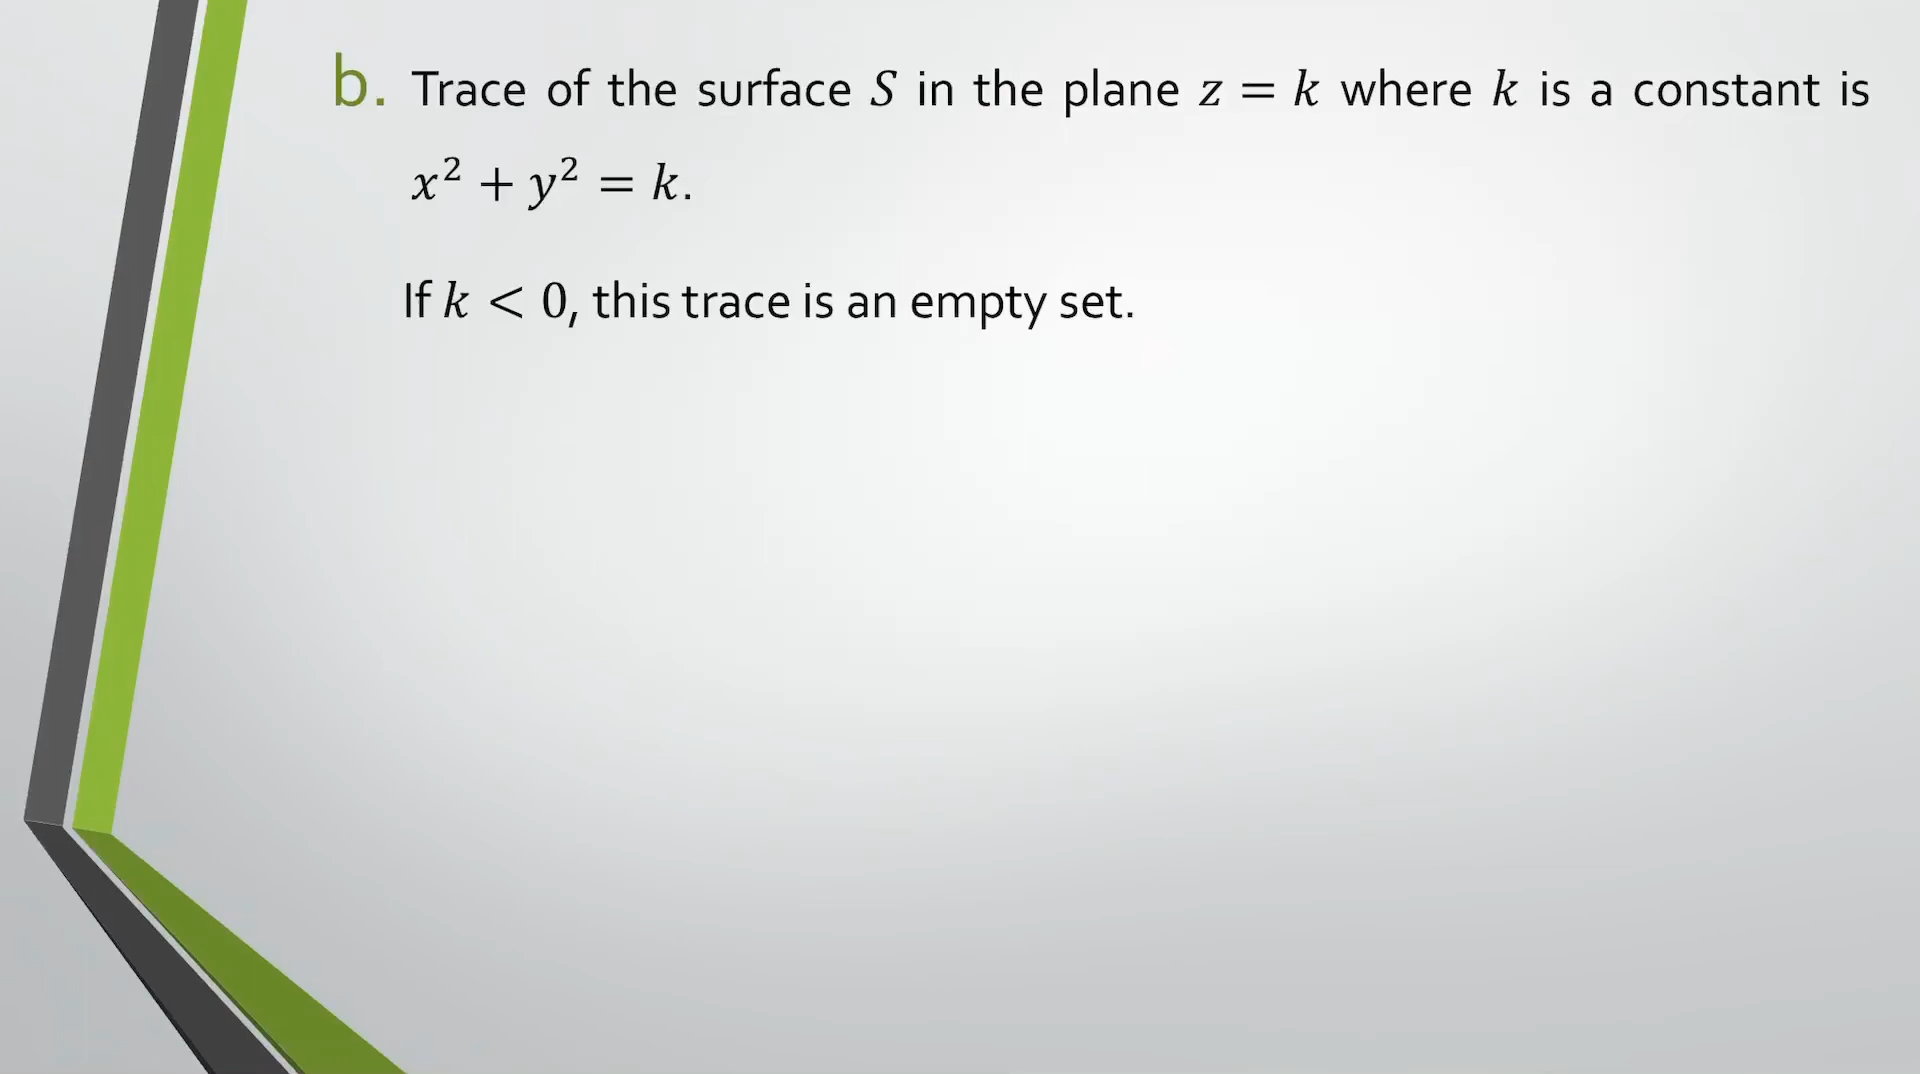 b. Trace of the surface S in the plane z = k where k is a constant is
x² + y² = k.
If k < 0, this trace is an empty set.